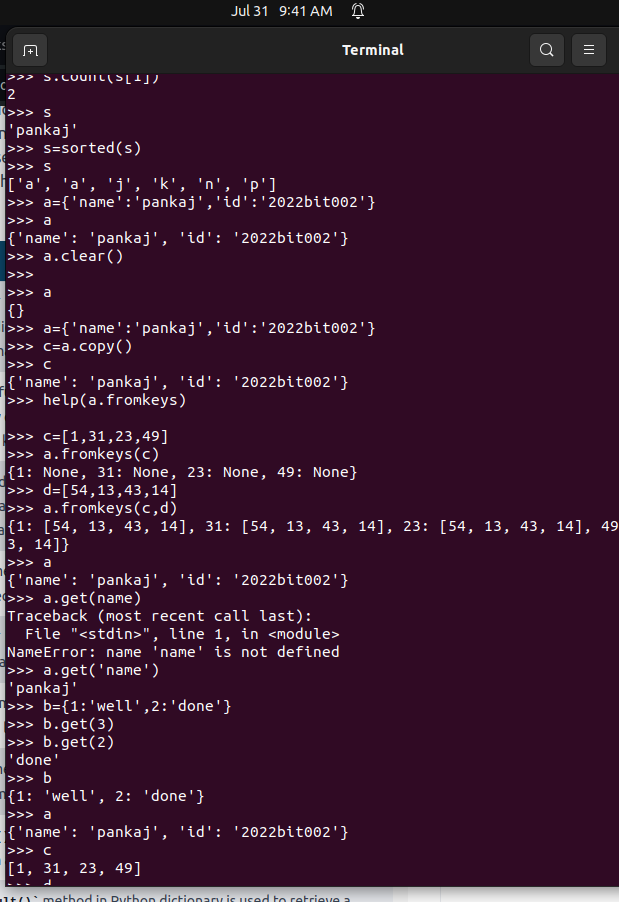 Jul 31 9:41 AM
Terminal
>>> s.count(s[1])
2
>>> s
'pankaj'
>>> s=sorted(s)
>>> s
['a', 'a', 'j', 'k', 'n', 'p']
>>> a={'name':'pankaj','id':'2022bit002'}
>>> a
{'name': 'pankaj', 'id': '2022bit002'}
>>> a.clear()
>>>
>>> a
{}
>>> a={'name':'pankaj','id':'2022bit002'}
>>> c=a.copy()
>>> c
{'name': 'pankaj', 'id': '2022bit002'}
>>> help(a.fromkeys)
>>> c=[1,31,23,49]
>>> a.fromkeys(c)
{1: None, 31: None, 23: None, 49: None}
>>> d=[54,13,43,14]
>>> a.fromkeys(c,d)
{1: [54, 13, 43, 14], 31: [54, 13, 43, 14], 23: [54, 13, 43, 14], 49
3, 14]}
>>> a
{'name': 'pankaj', 'id': '2022bit002'}
>>> a.get(name)
Traceback (most recent call last):
  File "<stdin>", line 1, in <module>
NameError: name 'name' is not defined
>>> a.get('name')
'pankaj'
>>> b={1:'well',2:'done'}
>>> b.get(3)
>>> b.get(2)
'done'
>>> b
{1: 'well', 2: 'done'}
>>> a
{'name': 'pankaj', 'id': '2022bit002'}
>>> c
[1, 31, 23, 49]
>>> d
ult()` method in Python dictionary is used to retrieve a